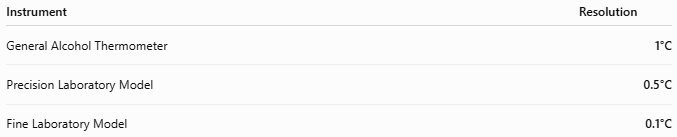 Instrument Resolution
General Alcohol Thermometer 1°C
Precision Laboratory Model 0.5°C
Fine Laboratory Model 0.1°C